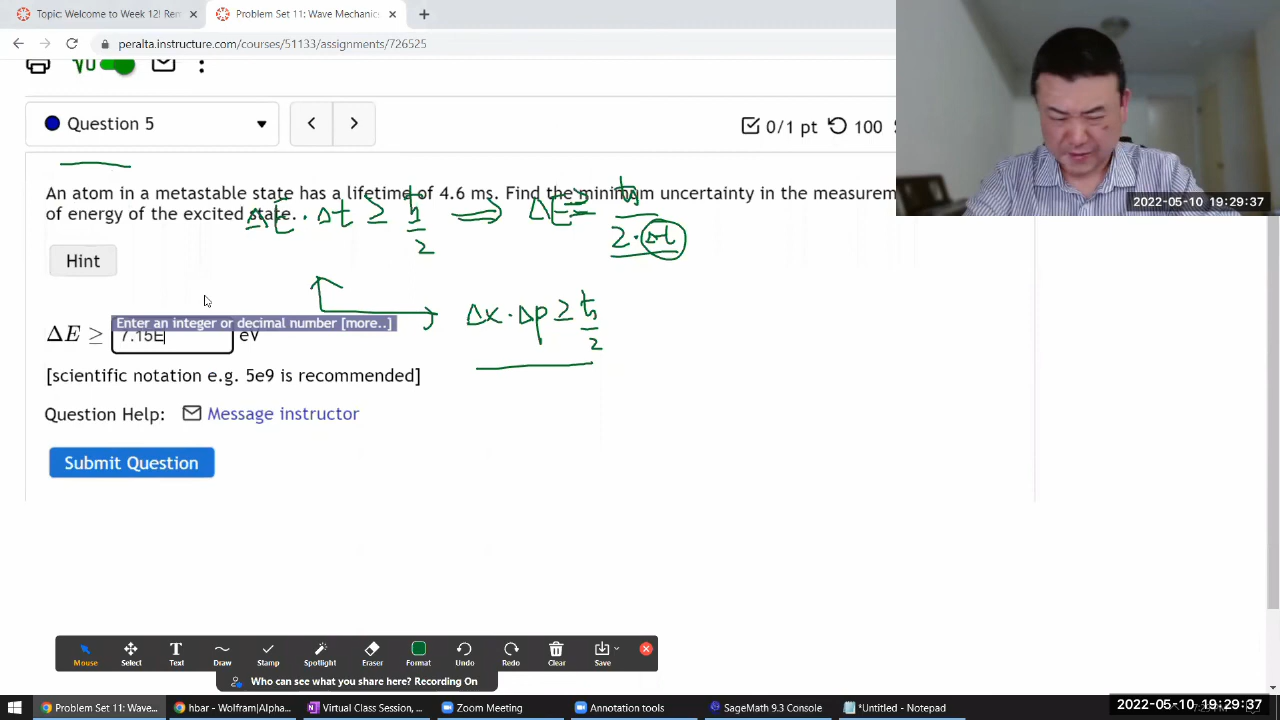 Topic: Welcome to Week 12! Rem
Problem Set 11: Wave Mechanics
peralta.instructure.com/courses/51133/assignments/726525
√0
Question 5
0/1 pt
100
2022-05-10 19:29:37
An atom in a metastable state has a lifetime of 4.6 ms. Find the minimum uncertainty in the measurem
of energy of the excited state.
ΔE · Δt ≥ ħ/2 ⟹ ΔE ≥ ħ/2·Δt
Hint
Δx · Δp ≥ ħ/2
Enter an integer or decimal number [more..]
ΔE ≥ 7.15E eV
[scientific notation e.g. 5e9 is recommended]
Question Help: Message instructor
Submit Question
Mouse Select Text Draw Stamp Spotlight Eraser Format Undo Redo Clear Save
Who can see what you share here? Recording On
Problem Set 11: Wave... hbar - Wolfram|Alpha... Virtual Class Session, ... Zoom Meeting Annotation tools SageMath 9.3 Console *Untitled - Notepad
2022-05-10 19:29:37